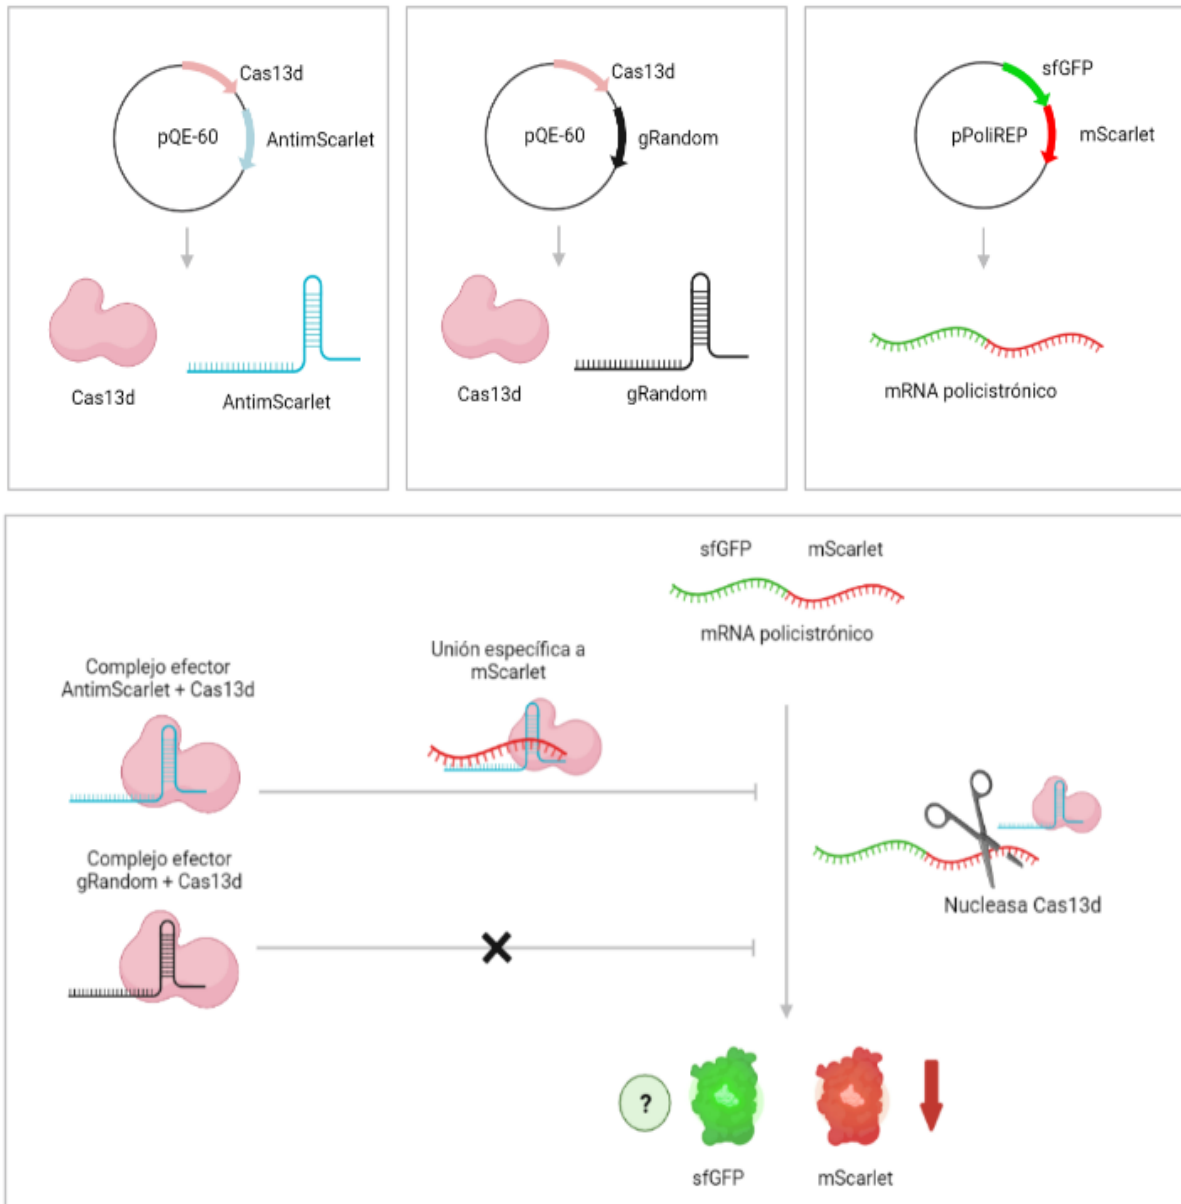 Cas13d
pQE-60
AntimScarlet
Cas13d
AntimScarlet
Cas13d
pQE-60
gRandom
Cas13d
gRandom
sfGFP
pPoliREP
mScarlet
mRNA policistrónico
sfGFP
mScarlet
mRNA policistrónico
Complejo efector
AntimScarlet + Cas13d
Unión específica a
mScarlet
Complejo efector
gRandom + Cas13d
Nucleasa Cas13d
?
sfGFP
mScarlet